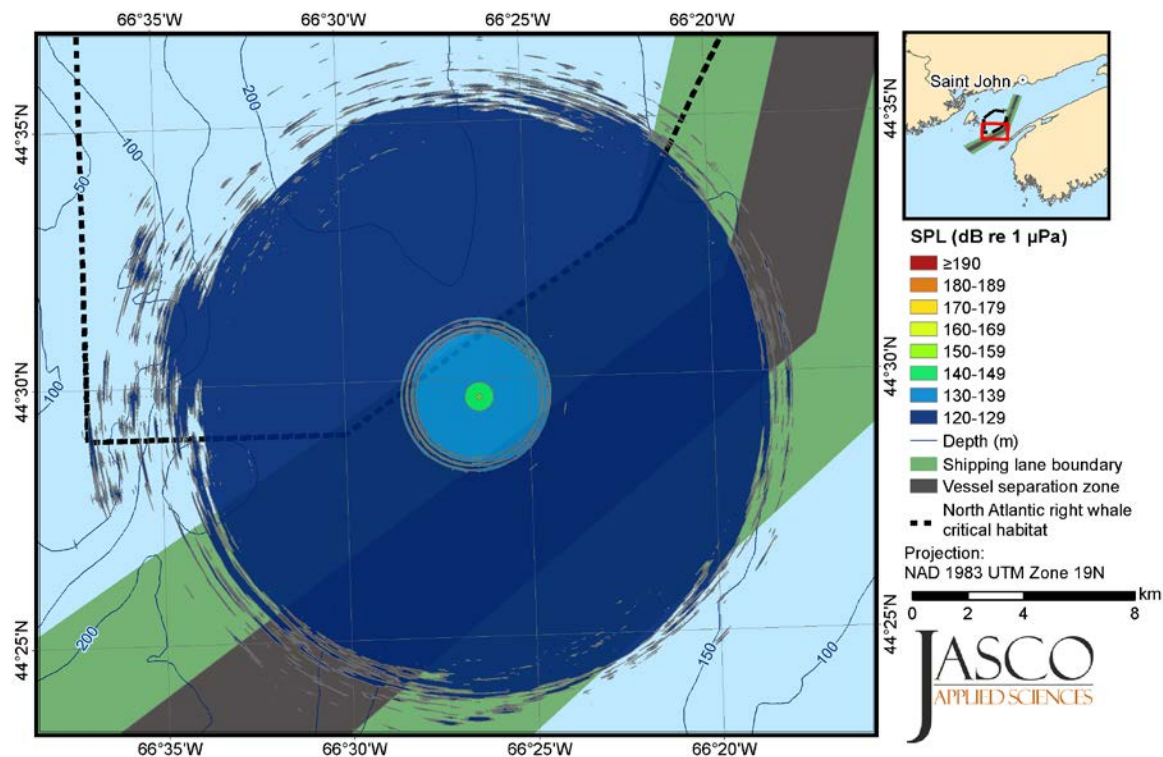 66°35'W 66°30'W 66°25'W 66°20'W
44°35'N
44°30'N
44°25'N
200
100
50
100
200
150
100
44°35'N
44°30'N
44°25'N
66°35'W 66°30'W 66°25'W 66°20'W
Saint John
SPL (dB re 1 µPa)
≥190
180-189
170-179
160-169
150-159
140-149
130-139
120-129
Depth (m)
Shipping lane boundary
Vessel separation zone
North Atlantic right whale
critical habitat
Projection:
NAD 1983 UTM Zone 19N
km
0 2 4 8
JASCO
APPLIED SCIENCES